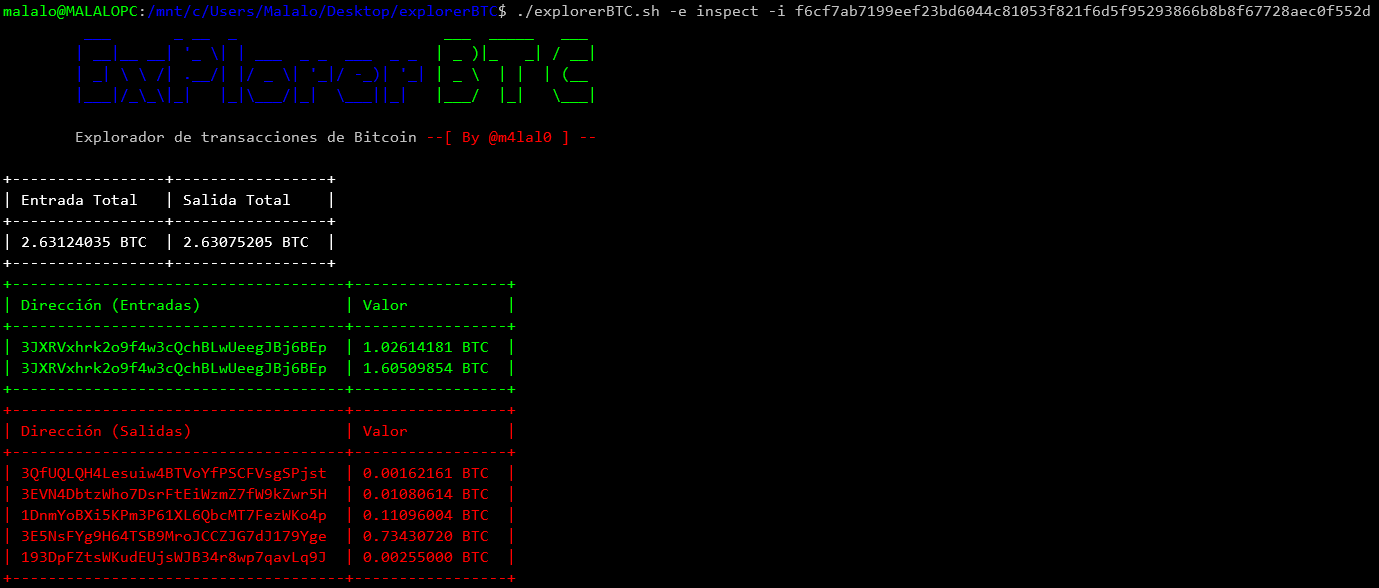 malalo@MALALOPC:/mnt/c/Users/Malalo/Desktop/explorerBTC$ ./explorerBTC.sh -e inspect -i f6cf7ab7199eef23bd6044c81053f821f6d5f95293866b8b8f67728aec0f552d
ExplorerBTC
Explorador de transacciones de Bitcoin --[ By @m4lal0 ] --
| Entrada Total | Salida Total |
| 2.63124035 BTC | 2.63075205 BTC |
| Dirección (Entradas) | Valor |
| 3JXRVxhrk2o9f4w3cQchBLwUeegJBj6BEp | 1.02614181 BTC |
| 3JXRVxhrk2o9f4w3cQchBLwUeegJBj6BEp | 1.60509854 BTC |
| Dirección (Salidas) | Valor |
| 3QfUQLQH4Lesuiw4BTVoYfPSCFVsgSPjst | 0.00162161 BTC |
| 3EVN4DbtzWho7DsrFtEiWzmZ7fW9kZwr5H | 0.01080614 BTC |
| 1DnmYoBXi5KPm3P61XL6QbcMT7FezWKo4p | 0.11096004 BTC |
| 3E5NsFYg9H64TSB9MroJCCZJG7dJ179Yge | 0.73430720 BTC |
| 193DpFZtsWKudEUjsWJB34r8wp7qavLq9J | 0.00255000 BTC |